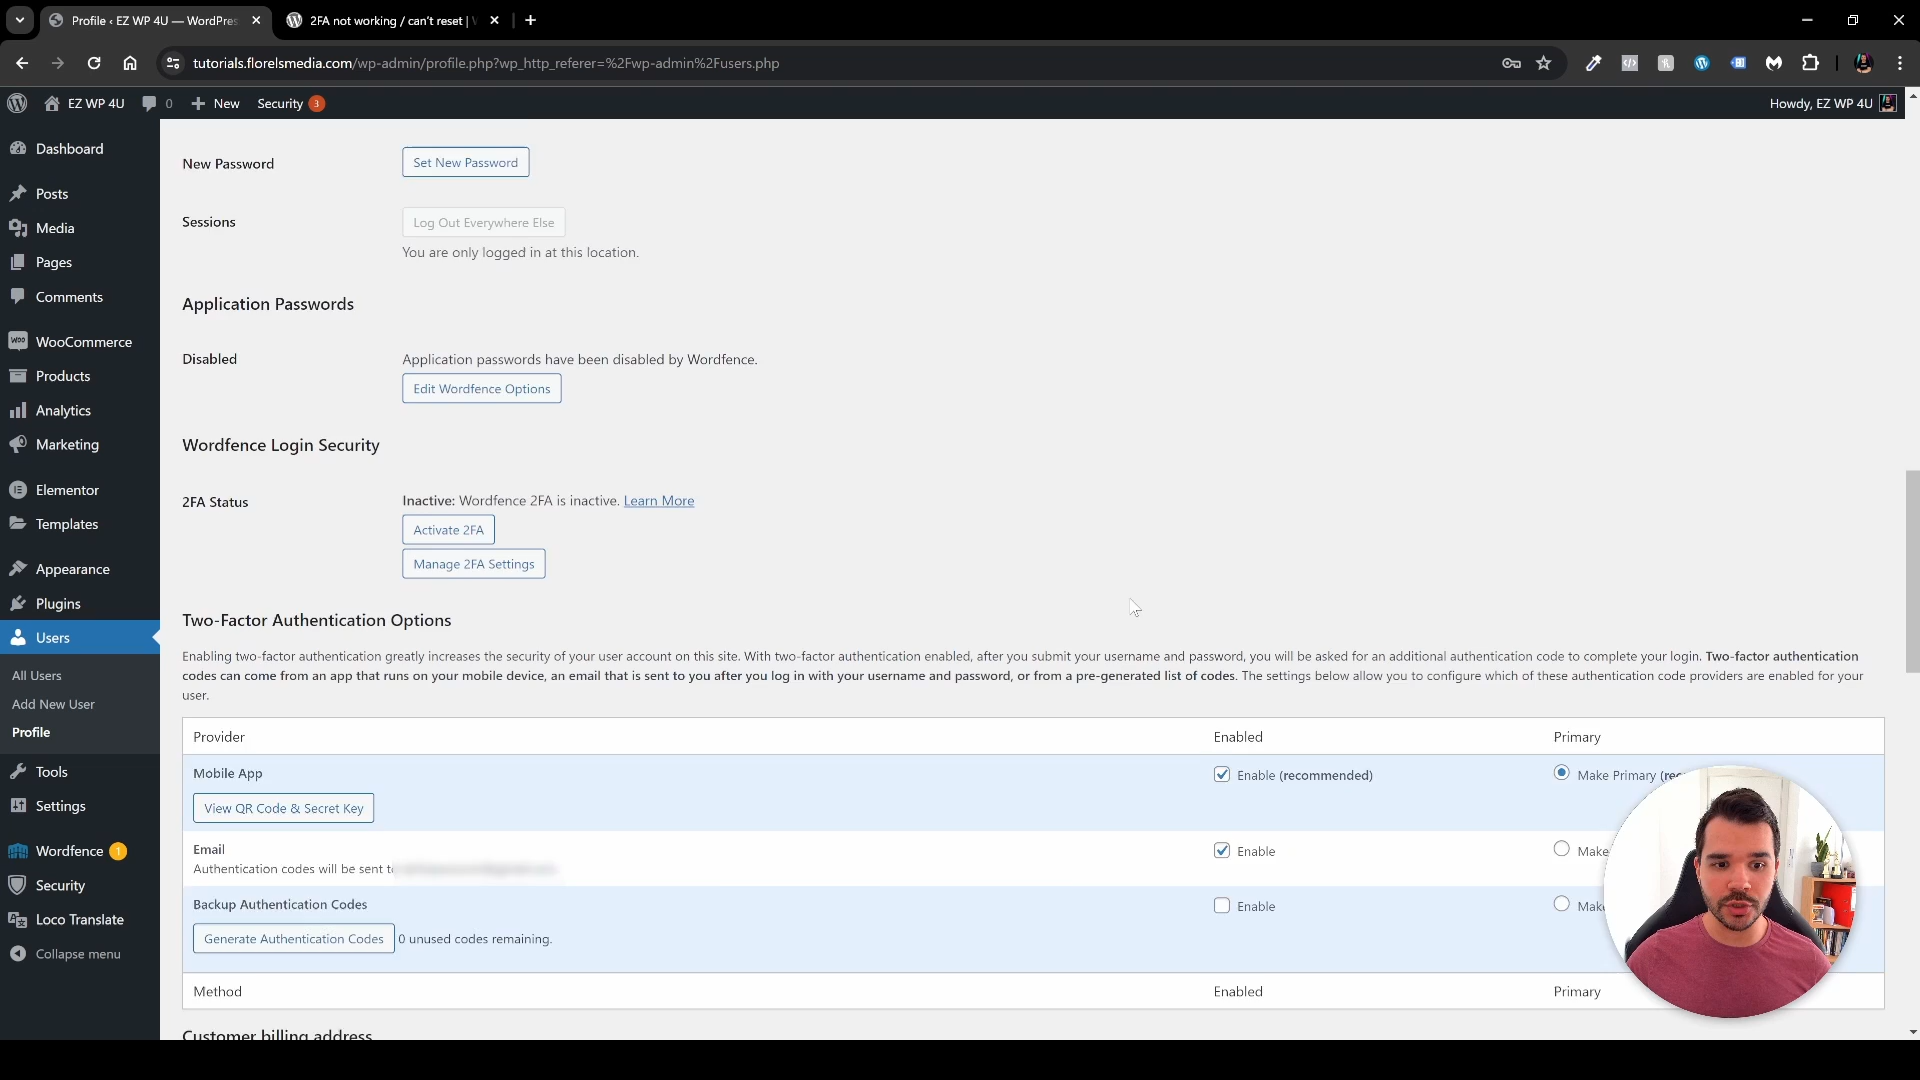 Profile ‹ EZ WP 4U — WordPres
2FA not working / can't reset |
tutorials.florelsmedia.com/wp-admin/profile.php?wp_http_referer=%2Fwp-admin%2Fusers.php
EZ WP 4U
0
New
Security 3
Howdy, EZ WP 4U
Dashboard
Posts
Media
Pages
Comments
WooCommerce
Products
Analytics
Marketing
Elementor
Templates
Appearance
Plugins
Users
All Users
Add New User
Profile
Tools
Settings
Wordfence 1
Security
Loco Translate
Collapse menu
New Password
Set New Password
Sessions
Log Out Everywhere Else
You are only logged in at this location.
Application Passwords
Disabled
Application passwords have been disabled by Wordfence.
Edit Wordfence Options
Wordfence Login Security
2FA Status
Inactive: Wordfence 2FA is inactive. Learn More
Activate 2FA
Manage 2FA Settings
Two-Factor Authentication Options
Enabling two-factor authentication greatly increases the security of your user account on this site. With two-factor authentication enabled, after you submit your username and password, you will be asked for an additional authentication code to complete your login. Two-factor authentication
codes can come from an app that runs on your mobile device, an email that is sent to you after you log in with your username and password, or from a pre-generated list of codes. The settings below allow you to configure which of these authentication code providers are enabled for your
user.
Provider
Enabled
Primary
Mobile App
Enable (recommended)
Make Primary (rec
View QR Code & Secret Key
Email
Enable
Make
Authentication codes will be sent t
Backup Authentication Codes
Enable
Mak
Generate Authentication Codes
0 unused codes remaining.
Method
Enabled
Primary
Customer billing address